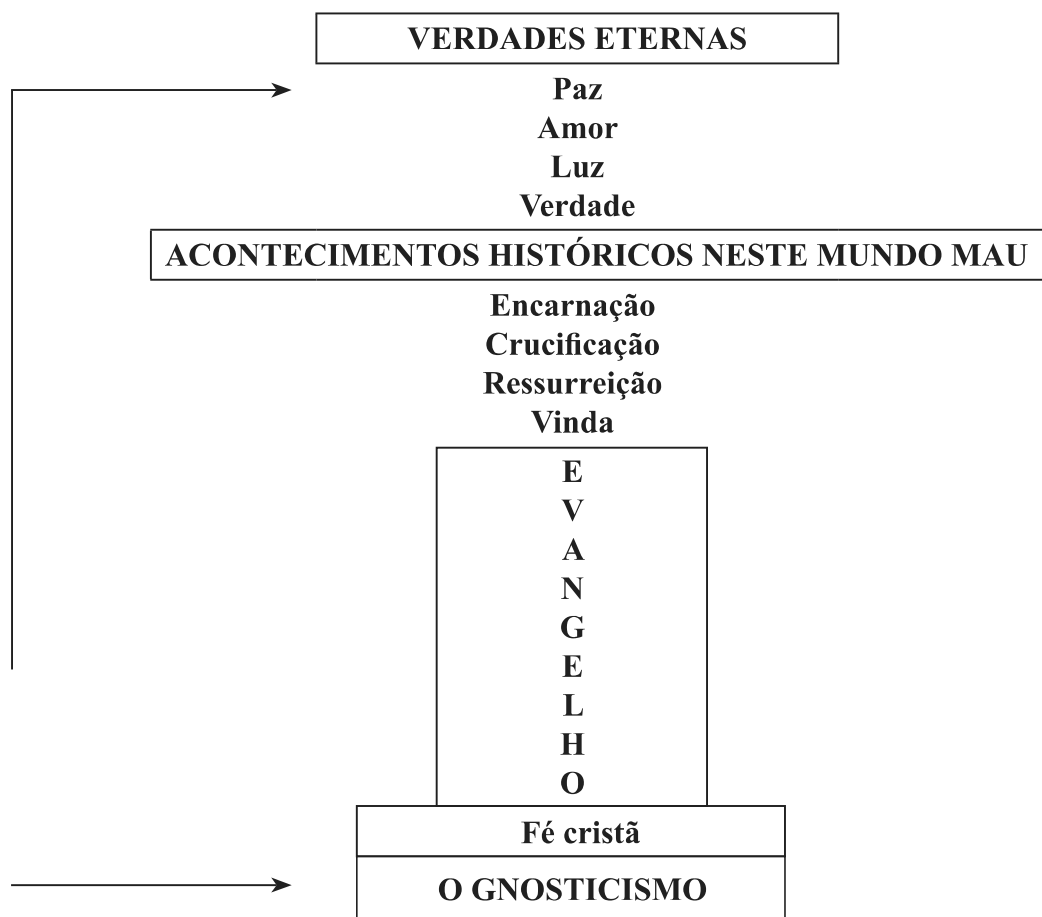 VERDADES ETERNAS
Paz
Amor
Luz
Verdade
ACONTECIMENTOS HISTÓRICOS NESTE MUNDO MAU
Encarnação
Crucificação
Ressurreição
Vinda
E
V
A
N
G
E
L
H
O
Fé cristã
O GNOSTICISMO